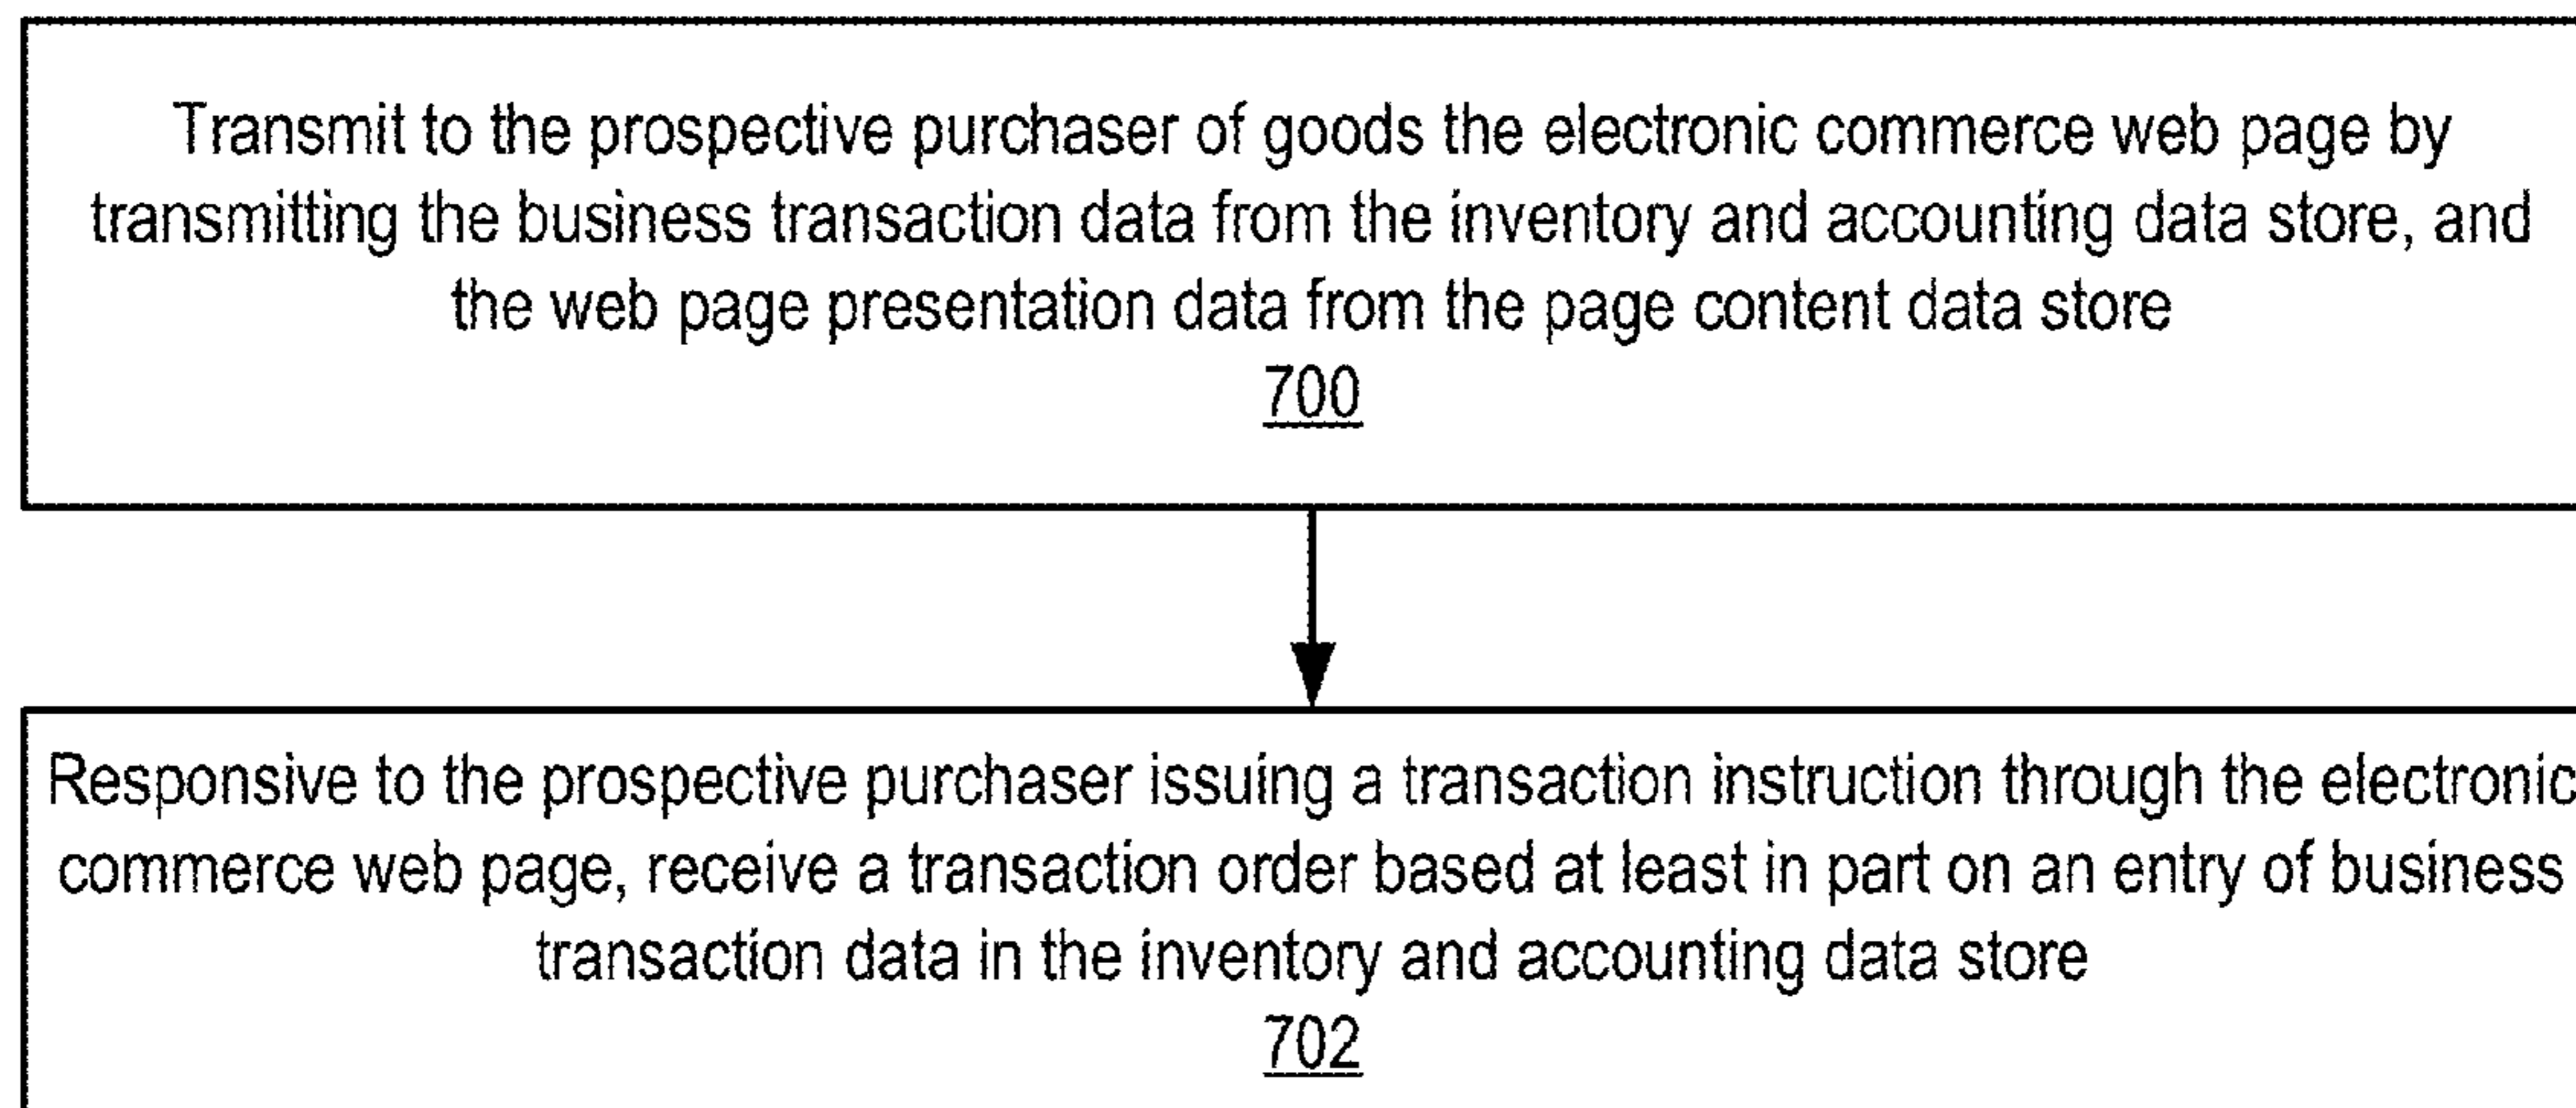 Transmit to the prospective purchaser of goods the electronic commerce web page by
transmitting the business transaction data from the inventory and accounting data store, and
the web page presentation data from the page content data store
700
Responsive to the prospective purchaser issuing a transaction instruction through the electronic
commerce web page, receive a transaction order based at least in part on an entry of business
transaction data in the inventory and accounting data store
702